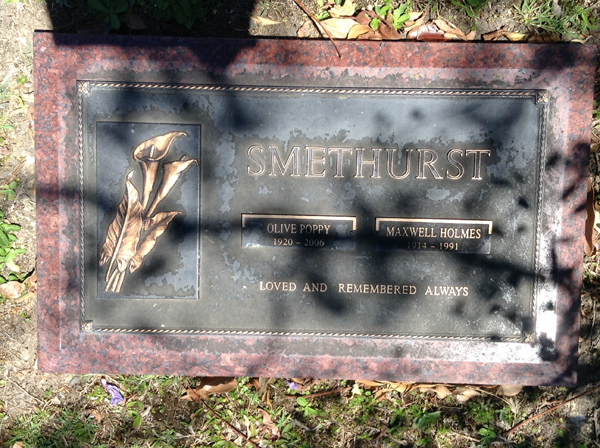 SMETHURST
OLIVE POPPY
1920 - 2006
MAXWELL HOLMES
1914 - 1991
LOVED AND REMEMBERED ALWAYS